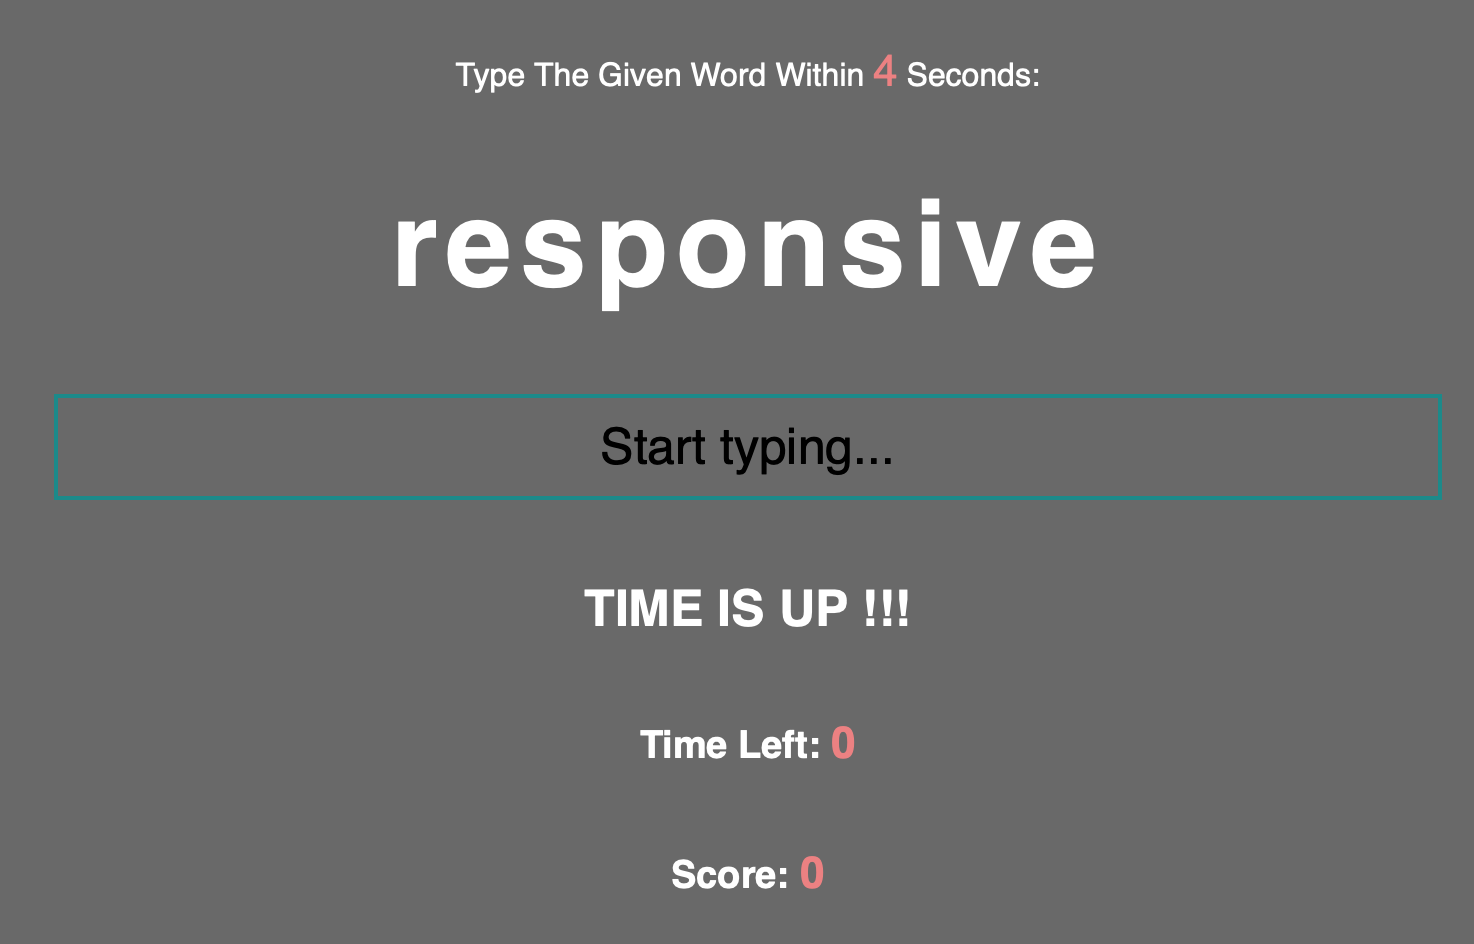 Type The Given Word Within 4 Seconds:
responsive
Start typing...
TIME IS UP !!!
Time Left: 0
Score: 0